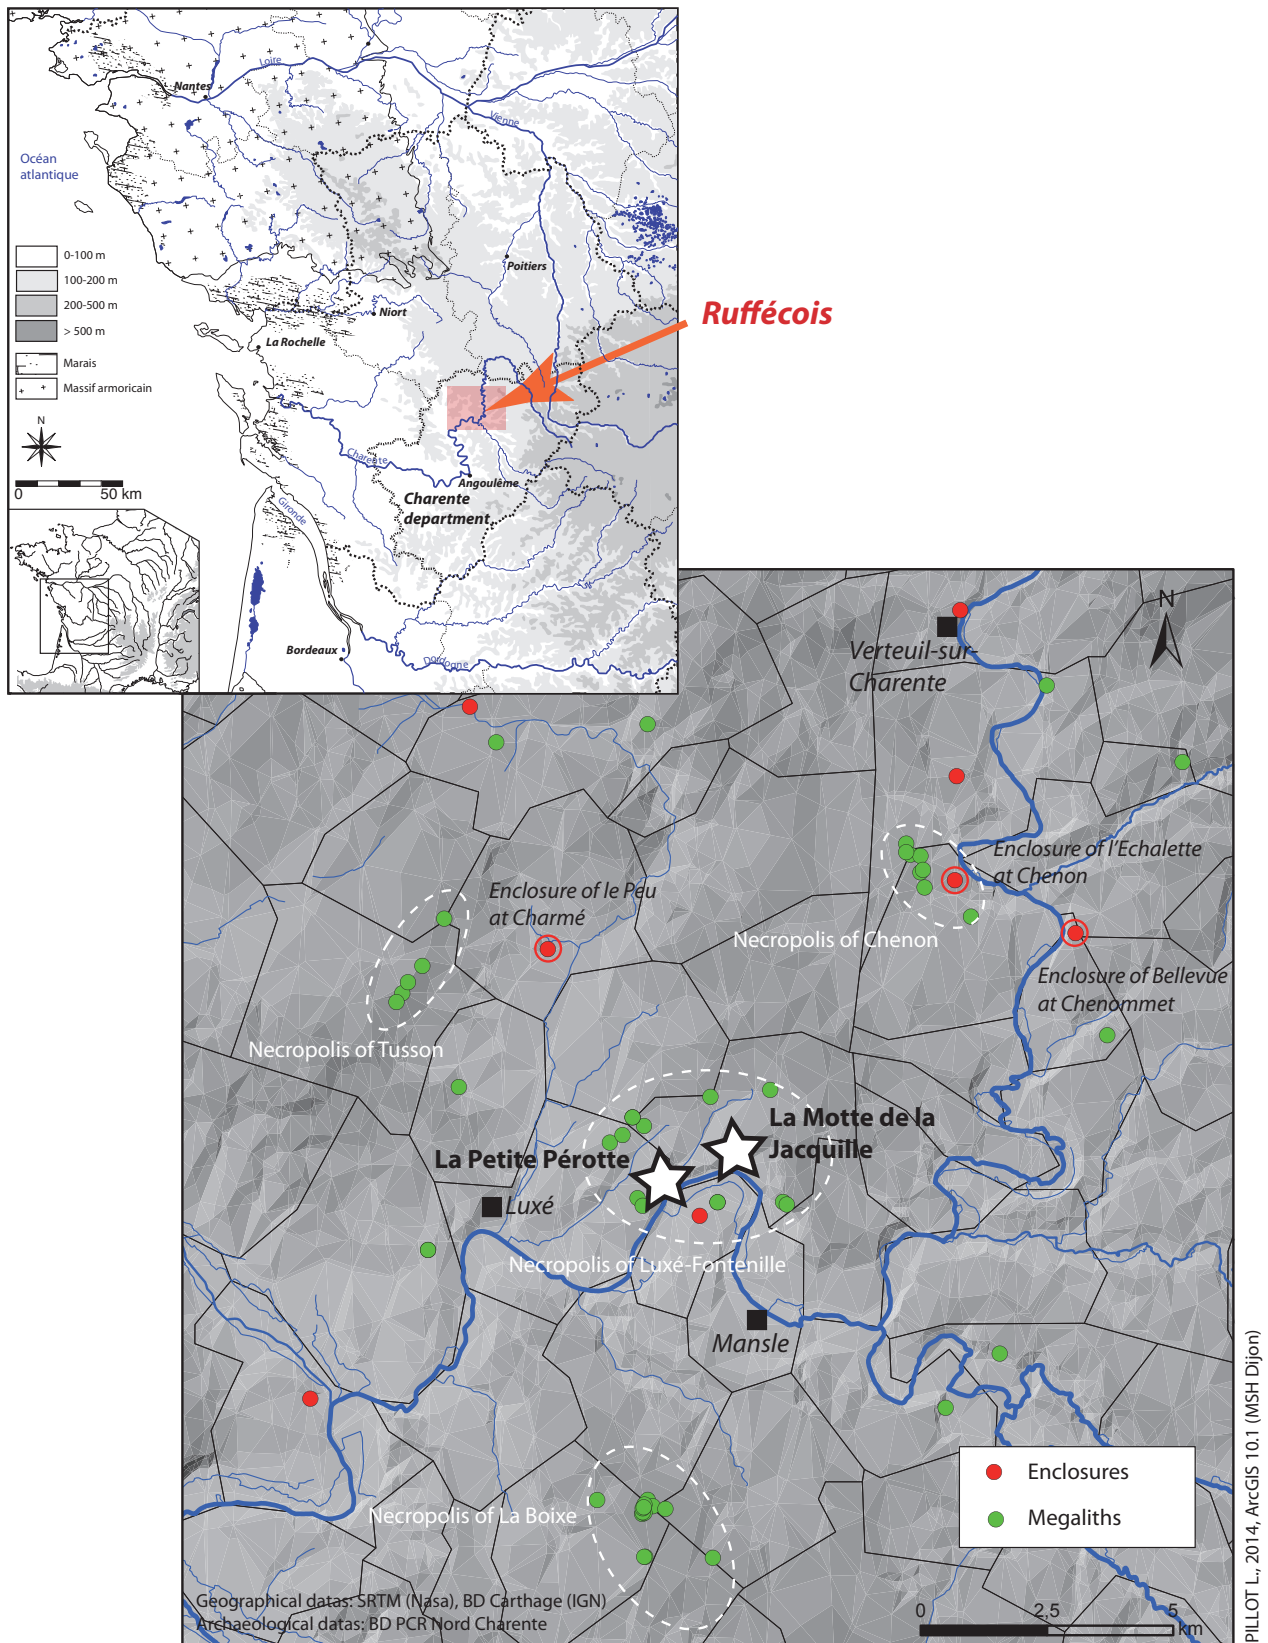 Nantes
Loire
Vienne
Océan
atlantique
0-100 m
100-200 m
200-500 m
> 500 m
Marais
Massif armoricain
N
0
50 km
Poitiers
Niort
La Rochelle
Charente
Angoulême
Charente
department
Gironde
Bordeaux
Dordogne
Ruffécois
N
Verteuil-sur-
Charente
Enclosure of l'Echalette
at Chenon
Enclosure of le Peu
at Charmé
Necropolis of Chenon
Enclosure of Bellevue
at Chenommet
Necropolis of Tusson
La Motte de la
Jacquille
La Petite Pérotte
Luxé
Necropolis of Luxé-Fontenille
Mansle
Necropolis of La Boixe
Enclosures
Megaliths
Geographical datas: SRTM (Nasa), BD Carthage (IGN)
Archaeological datas: BD PCR Nord Charente
0
2,5
5
km
PILLOT L., 2014, ArcGIS 10.1 (MSH Dijon)